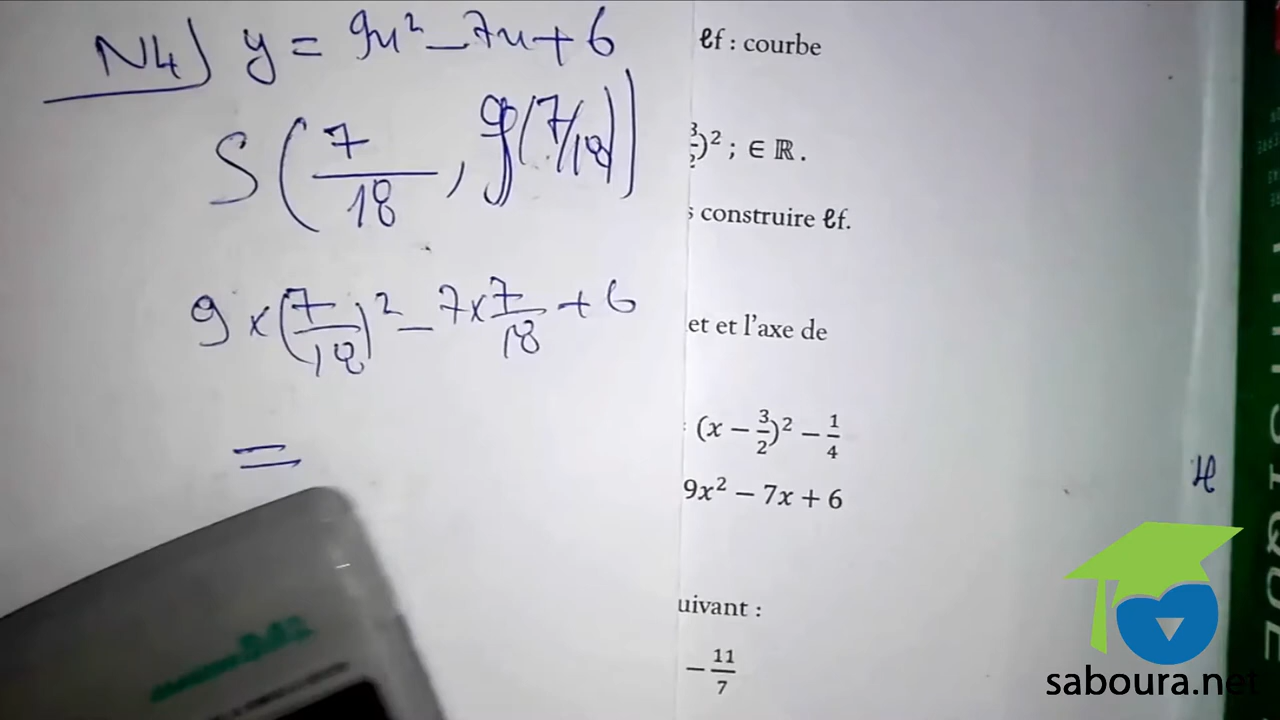 N4) y = 9x² - 7x + 6
S( 7/18 , g(7/18))
9 × (7/18)² - 7 × 7/18 + 6
=
ℓf : courbe
)² ; ∈ ℝ .
construire ℓf.
et et l’axe de
(x − 3/2)² − 1/4
9x² − 7x + 6
uivant :
− 11/7
saboura.net